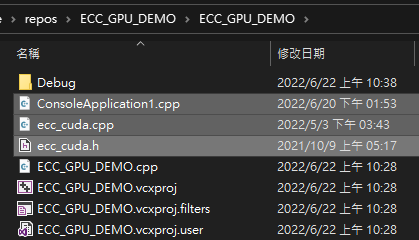 repos > ECC_GPU_DEMO > ECC_GPU_DEMO >
名稱 修改日期
Debug 2022/6/22 上午 10:38
ConsoleApplication1.cpp 2022/6/20 下午 01:53
ecc_cuda.cpp 2022/5/3 下午 03:43
ecc_cuda.h 2021/10/9 上午 05:17
ECC_GPU_DEMO.cpp 2022/6/22 上午 10:28
ECC_GPU_DEMO.vcxproj 2022/6/22 上午 10:28
ECC_GPU_DEMO.vcxproj.filters 2022/6/22 上午 10:28
ECC_GPU_DEMO.vcxproj.user 2022/6/22 上午 10:28